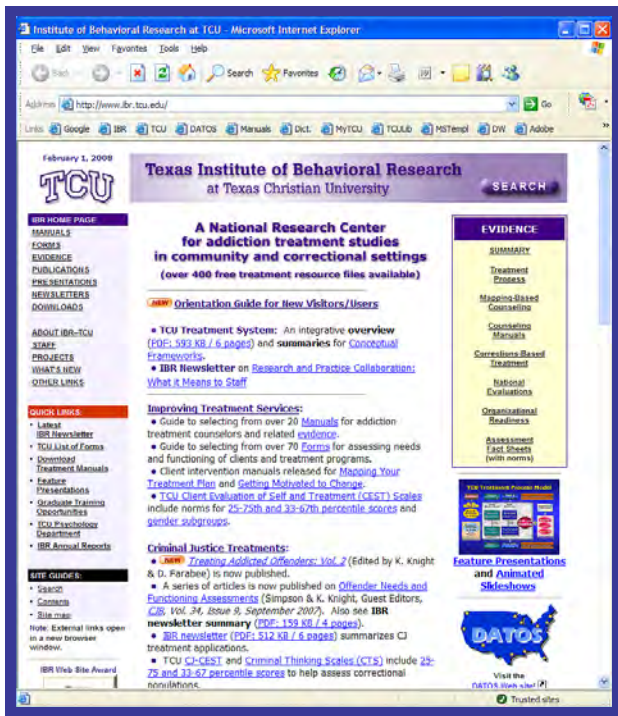 Institute of Behavioral Research at TCU - Microsoft Internet Explorer
File Edit View Favorites Tools Help
Back Search Favorites
Address http://www.ibr.tcu.edu/ Go
Links Google IBR TCU DATOS Manuals Dict. MyTCU TCULib MSTempl DW Adobe
February 1, 2008
TCU
Texas Institute of Behavioral Research
at Texas Christian University
SEARCH
IBR HOME PAGE
MANUALS
FORMS
EVIDENCE
PUBLICATIONS
PRESENTATIONS
NEWSLETTERS
DOWNLOADS
ABOUT IBR-TCU
STAFF
PROJECTS
WHAT'S NEW
OTHER LINKS
QUICK LINKS:
• Latest
IBR Newsletter
• TCU List of Forms
• Download
Treatment Manuals
• Feature
Presentations
• Graduate Training
Opportunities
• TCU Psychology
Department
• IBR Annual Reports
SITE GUIDES:
• Search
• Contents
• Site map
Note: External links open
in a new browser
window.
IBR Web Site Award
A National Research Center
for addiction treatment studies
in community and correctional settings
(over 400 free treatment resource files available)
NEW Orientation Guide for New Visitors/Users
• TCU Treatment System: An integrative overview
(PDF: 593 KB / 6 pages) and summaries for Conceptual
Frameworks.
• IBR Newsletter on Research and Practice Collaboration:
What it Means to Staff
Improving Treatment Services:
• Guide to selecting from over 20 Manuals for addiction
treatment counselors and related evidence.
• Guide to selecting from over 70 Forms for assessing needs
and functioning of clients and treatment programs.
• Client intervention manuals released for Mapping Your
Treatment Plan and Getting Motivated to Change.
• TCU Client Evaluation of Self and Treatment (CEST) Scales
include norms for 25-75th and 33-67th percentile scores and
gender subgroups.
Criminal Justice Treatments:
• NEW Treating Addicted Offenders: Vol. 2 (Edited by K. Knight
& D. Farabee) is now published.
• A series of articles is now published on Offender Needs and
Functioning Assessments (Simpson & K. Knight, Guest Editors,
CJB, Vol. 34, Issue 9, September 2007). Also see IBR
newsletter summary (PDF: 159 KB / 4 pages).
• IBR newsletter (PDF: 512 KB / 6 pages) summarizes CJ
treatment applications.
• TCU CJ-CEST and Criminal Thinking Scales (CTS) include 25-
75 and 33-67 percentile scores to help assess correctional
populations.
EVIDENCE
SUMMARY
Treatment
Process
Mapping-Based
Counseling
Counseling
Manuals
Corrections-Based
Treatment
National
Evaluations
Organizational
Readiness
Assessment
Fact Sheets
(with norms)
TCU Treatment Process Model
Feature Presentations
and Animated
Slideshows
DATOS
Visit the
DATOS Web site!
Trusted sites